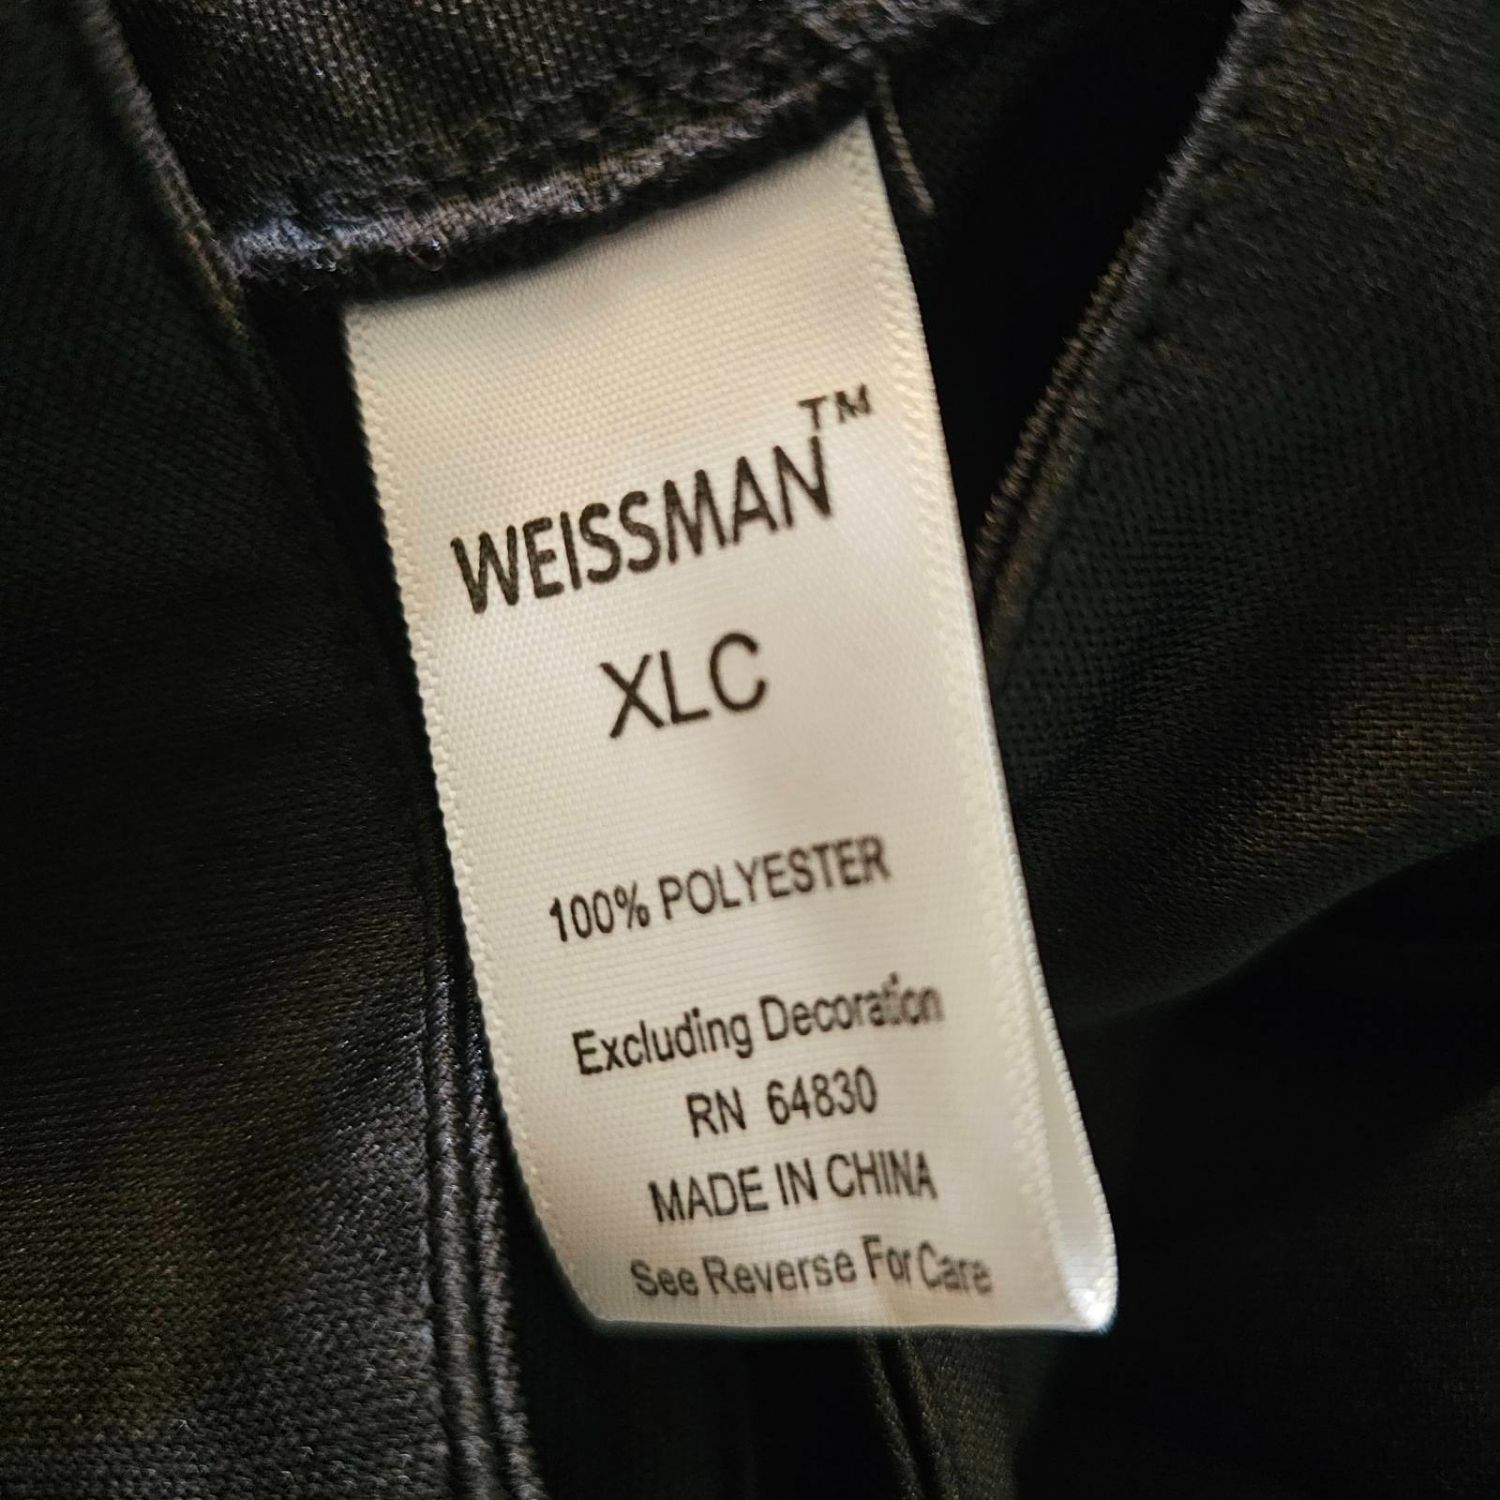 WEISSMAN™
XLC
100% POLYESTER
Excluding Decoration
RN 64830
MADE IN CHINA
See Reverse For Care